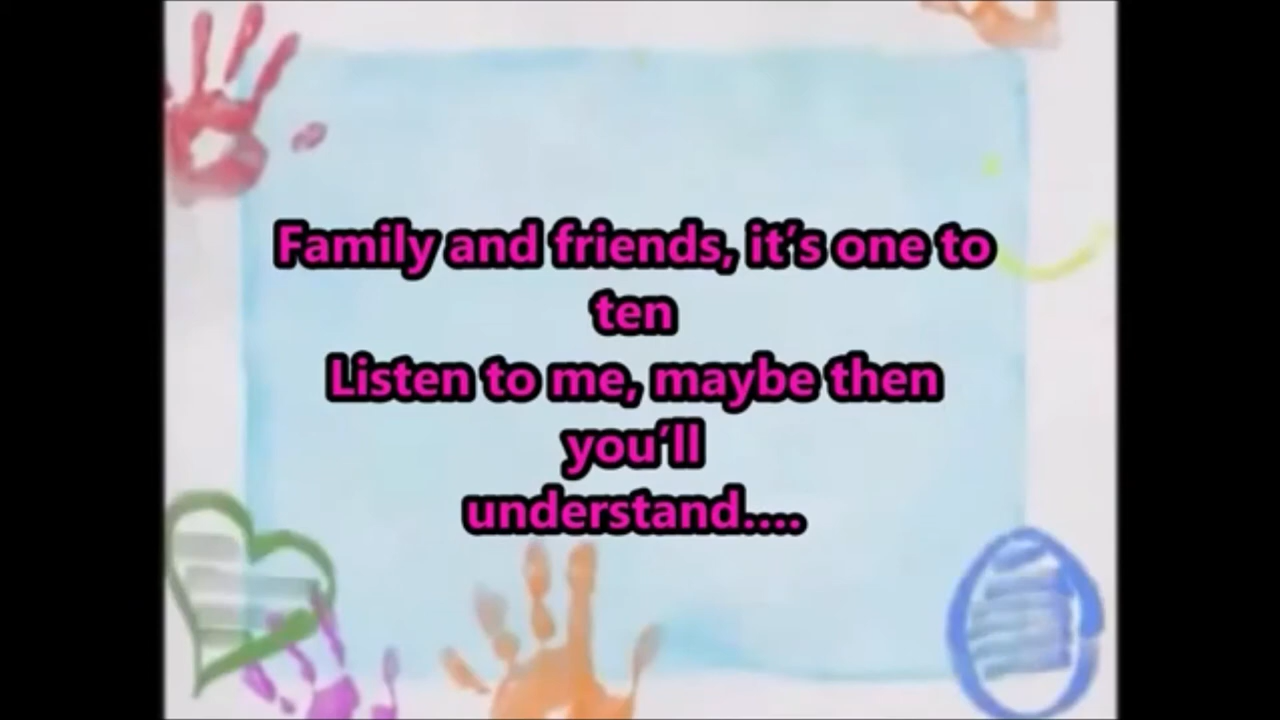 Family and friends, it’s one to
ten
Listen to me, maybe then
you’ll
understand....